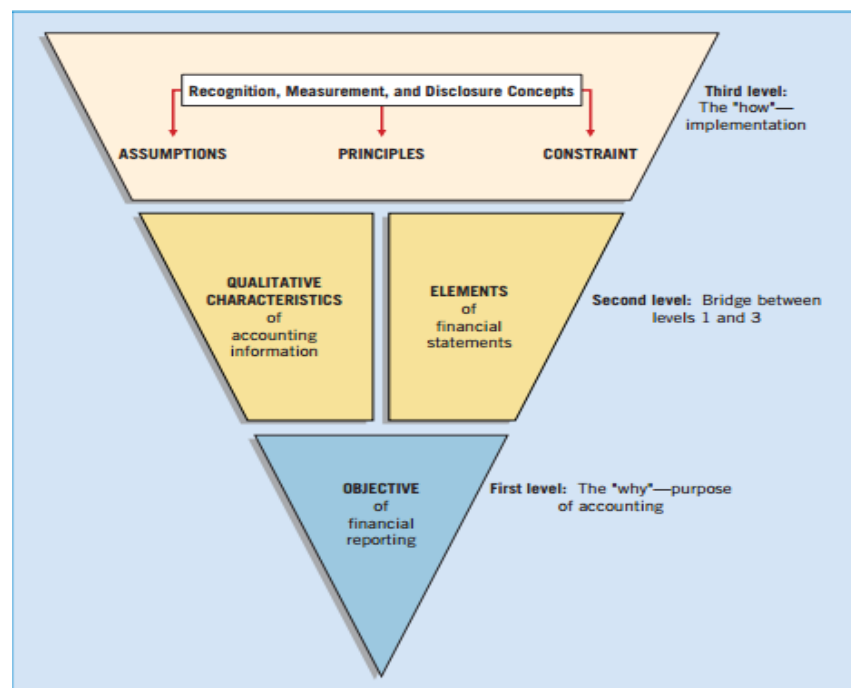 Recognition, Measurement, and Disclosure Concepts
ASSUMPTIONS
PRINCIPLES
CONSTRAINT
Third level:
The "how"—
implementation
QUALITATIVE
CHARACTERISTICS
of
accounting
information
ELEMENTS
of
financial
statements
Second level: Bridge between
levels 1 and 3
OBJECTIVE
of
financial
reporting
First level: The "why"—purpose
of accounting